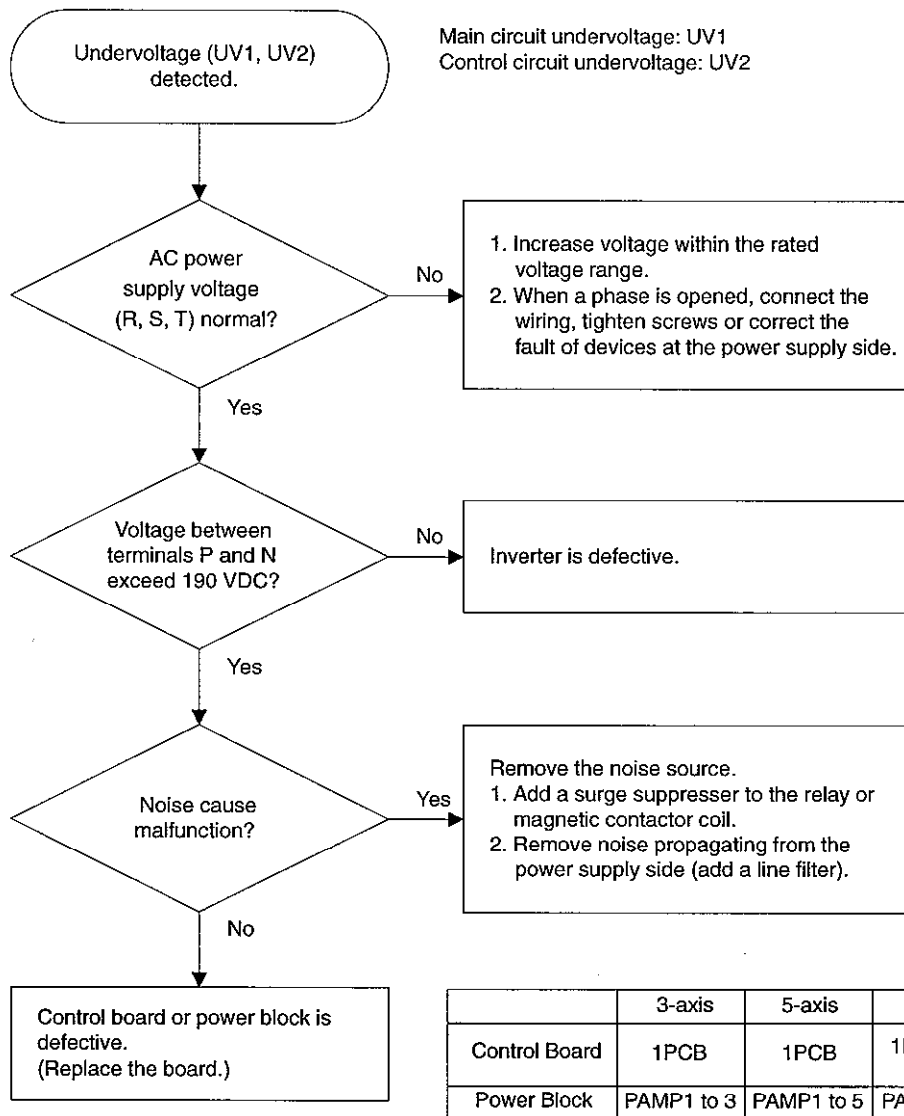 Undervoltage (UV1, UV2)
detected.
Main circuit undervoltage: UV1
Control circuit undervoltage: UV2
AC power
supply voltage
(R, S, T) normal?
No
1. Increase voltage within the rated
voltage range.
2. When a phase is opened, connect the
wiring, tighten screws or correct the
fault of devices at the power supply side.
Yes
Voltage between
terminals P and N
exceed 190 VDC?
No
Inverter is defective.
Yes
Noise cause
malfunction?
Yes
Remove the noise source.
1. Add a surge suppresser to the relay or
magnetic contactor coil.
2. Remove noise propagating from the
power supply side (add a line filter).
No
Control board or power block is
defective.
(Replace the board.)
3-axis 5-axis
Control Board 1PCB 1PCB
Power Block PAMP1 to 3 PAMP1 to 5